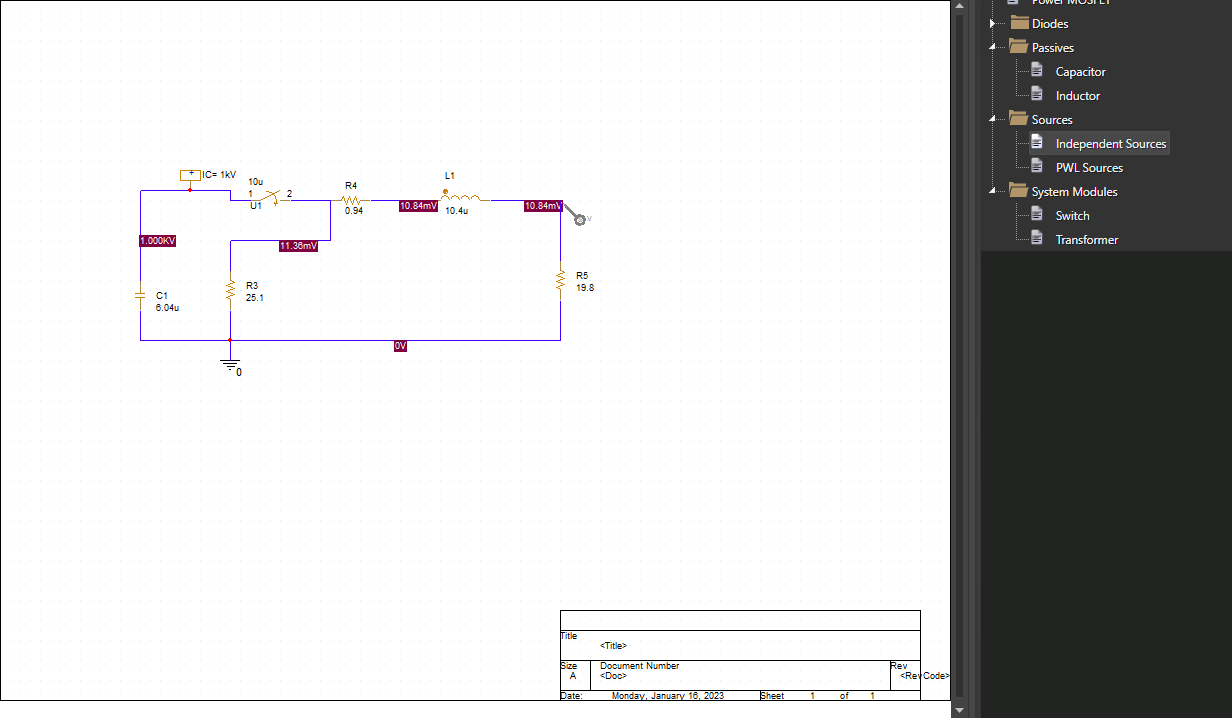 Power MOSFET
Diodes
Passives
Capacitor
Inductor
Sources
Independent Sources
PWL Sources
System Modules
Switch
Transformer
+ IC= 1kV
10u
1 2
U1
R4
0.94
L1
10.4u
10.84mV
10.84mV
V
1.000KV
11.36mV
C1
6.04u
R3
25.1
R5
19.8
0V
0
Title
<Title>
Size
A
Document Number
<Doc>
Rev
<RevCode>
Date: Monday, January 16, 2023 Sheet 1 of 1